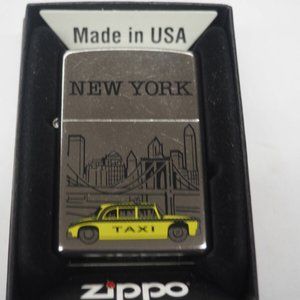 Made in USA
NEW YORK
TAXI
zippo